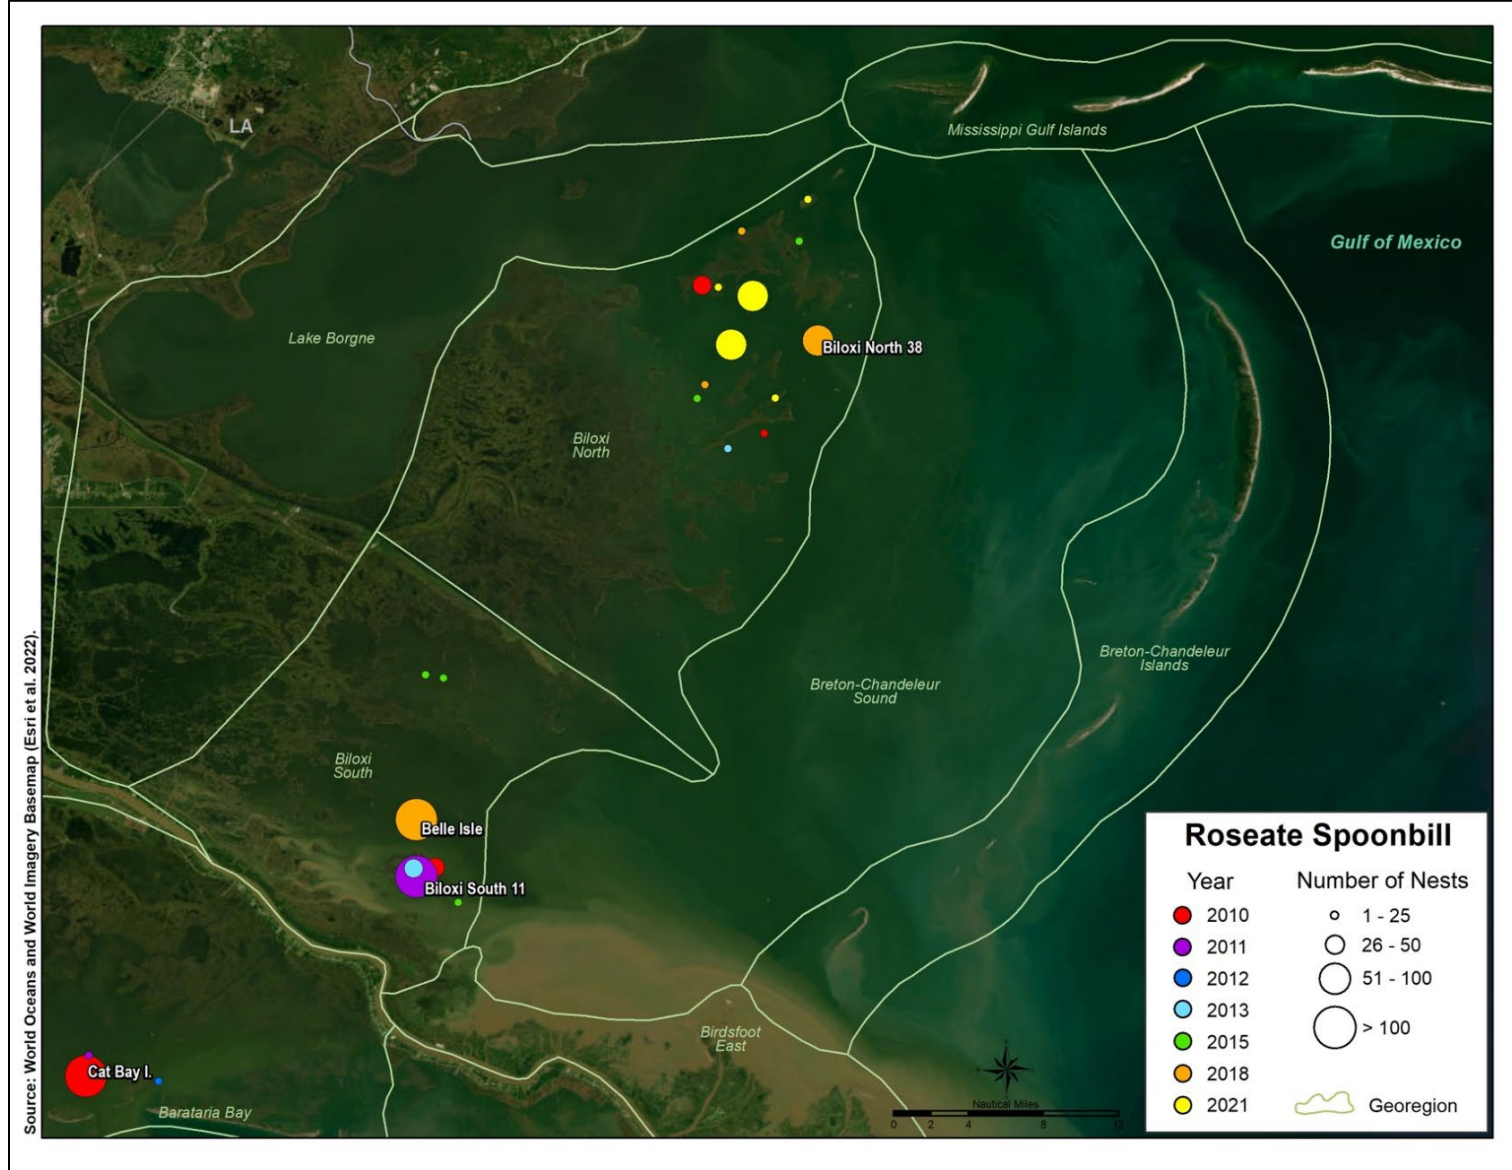 LA
Mississippi Gulf Islands
Gulf of Mexico
Lake Borgne
Biloxi North 38
Biloxi
North
Breton-Chandeleur
Islands
Breton-Chandeleur
Sound
Biloxi
South
Belle Isle
Biloxi South 11
Birdsfoot
East
Cat Bay I.
Barataria Bay
Nautical Miles
0 2 4 8 12
Roseate Spoonbill
Year Number of Nests
2010 1 - 25
2011 26 - 50
2012 51 - 100
2013 > 100
2015
2018
2021 Georegion
Source: World Oceans and World Imagery Basemap (Esri et al. 2022).